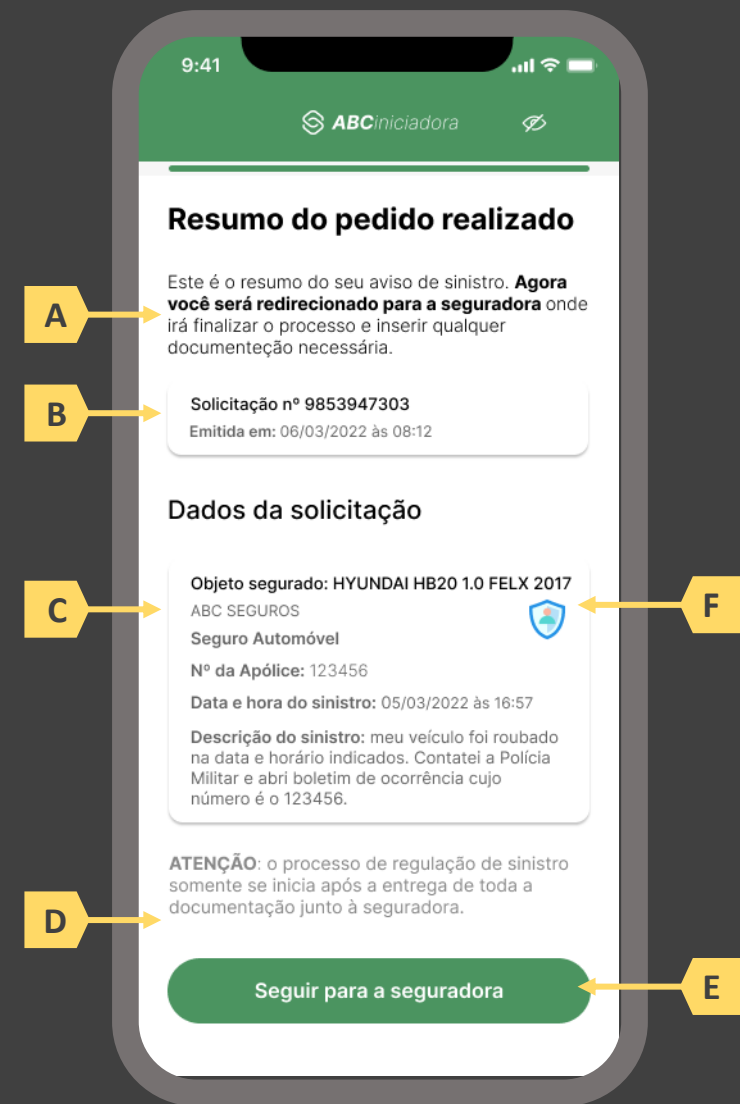 9:41
ABCiniciadora
Resumo do pedido realizado
Este é o resumo do seu aviso de sinistro. Agora
você será redirecionado para a seguradora onde
irá finalizar o processo e inserir qualquer
documenteção necessária.
A
Solicitação nº 9853947303
Emitida em: 06/03/2022 às 08:12
B
Dados da solicitação
Objeto segurado: HYUNDAI HB20 1.0 FELX 2017
ABC SEGUROS
Seguro Automóvel
Nº da Apólice: 123456
Data e hora do sinistro: 05/03/2022 às 16:57
Descrição do sinistro: meu veículo foi roubado
na data e horário indicados. Contatei a Polícia
Militar e abri boletim de ocorrência cujo
número é o 123456.
C
F
ATENÇÃO: o processo de regulação de sinistro
somente se inicia após a entrega de toda a
documentação junto à seguradora.
D
Seguir para a seguradora
E